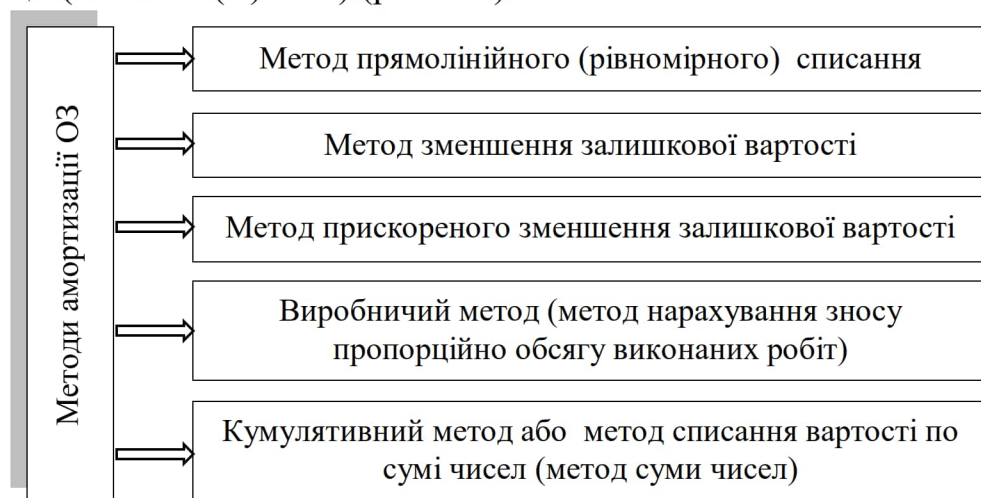 Методи амортизації ОЗ
Метод прямолінійного (рівномірного) списання
Метод зменшення залишкової вартості
Метод прискореного зменшення залишкової вартості
Виробничий метод (метод нарахування зносу
пропорційно обсягу виконаних робіт)
Кумулятивний метод або метод списання вартості по
сумі чисел (метод суми чисел)